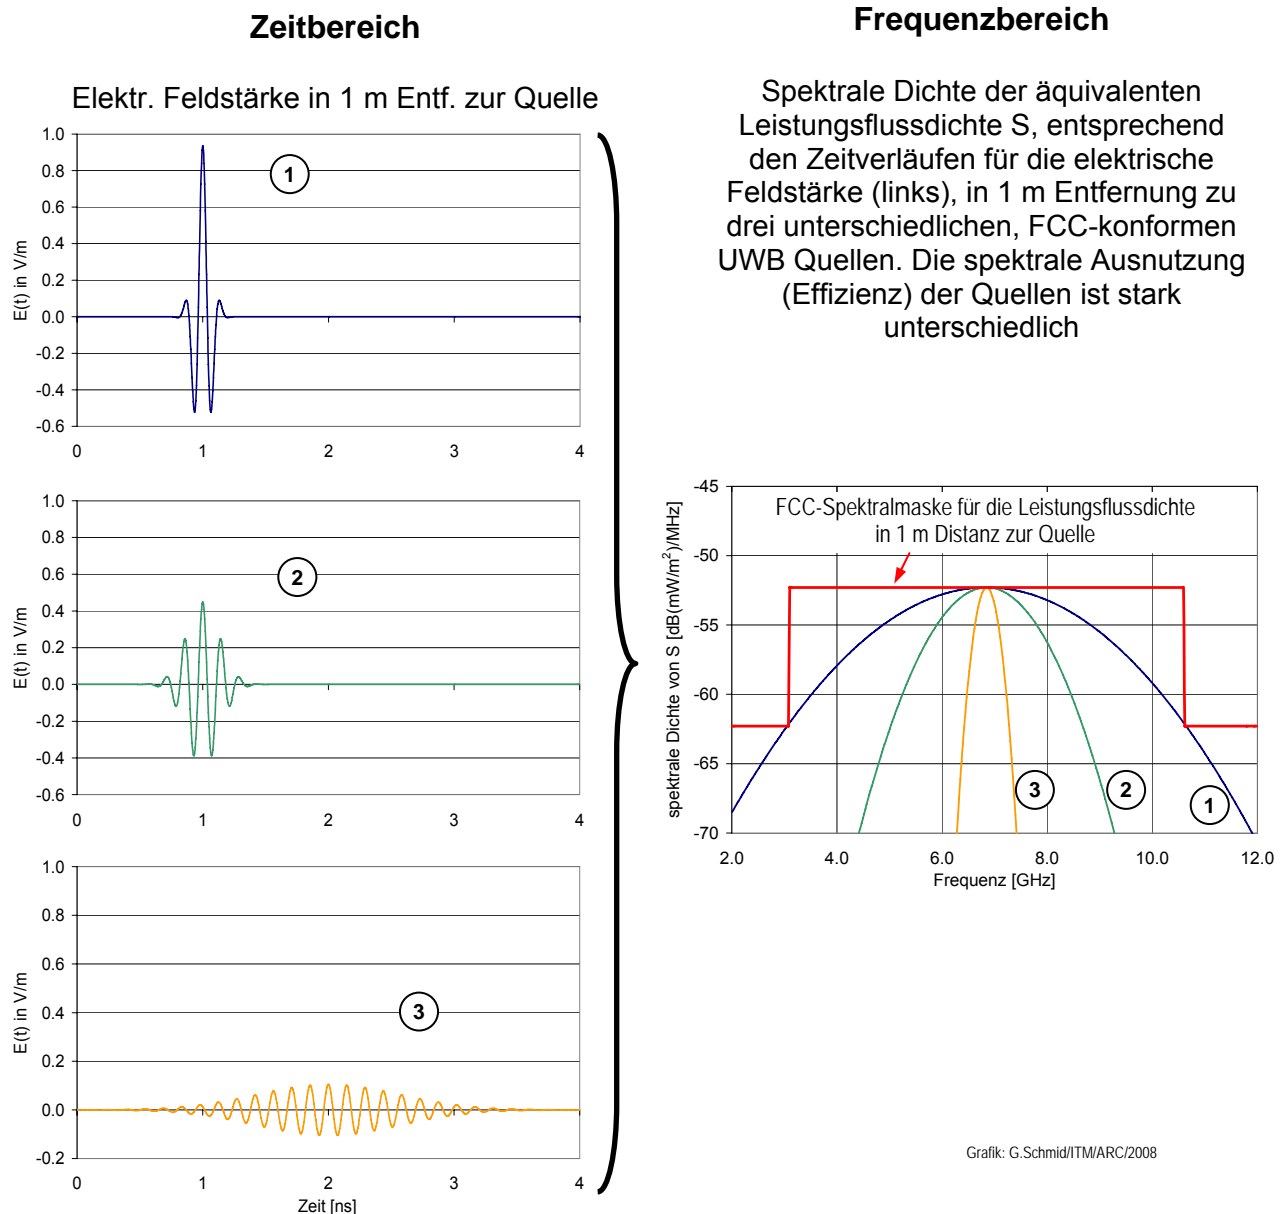 Zeitbereich
Elektr. Feldstärke in 1 m Entf. zur Quelle
1.0
0.8
0.6
0.4
0.2
0.0
-0.2
-0.4
-0.6
E(t) in V/m
1
0 1 2 3 4
1.0
0.8
0.6
0.4
0.2
0.0
-0.2
-0.4
-0.6
E(t) in V/m
2
0 1 2 3 4
1.0
0.8
0.6
0.4
0.2
0.0
-0.2
E(t) in V/m
3
0 1 2 3 4
Zeit [ns]
Frequenzbereich
Spektrale Dichte der äquivalenten
Leistungsflussdichte S, entsprechend
den Zeitverläufen für die elektrische
Feldstärke (links), in 1 m Entfernung zu
drei unterschiedlichen, FCC-konformen
UWB Quellen. Die spektrale Ausnutzung
(Effizienz) der Quellen ist stark
unterschiedlich
-45
-50
-55
-60
-65
-70
spektrale Dichte von S [dB(mW/m²)/MHz]
FCC-Spektralmaske für die Leistungsflussdichte
in 1 m Distanz zur Quelle
3
2
1
2.0 4.0 6.0 8.0 10.0 12.0
Frequenz [GHz]
Grafik: G.Schmid/ITM/ARC/2008